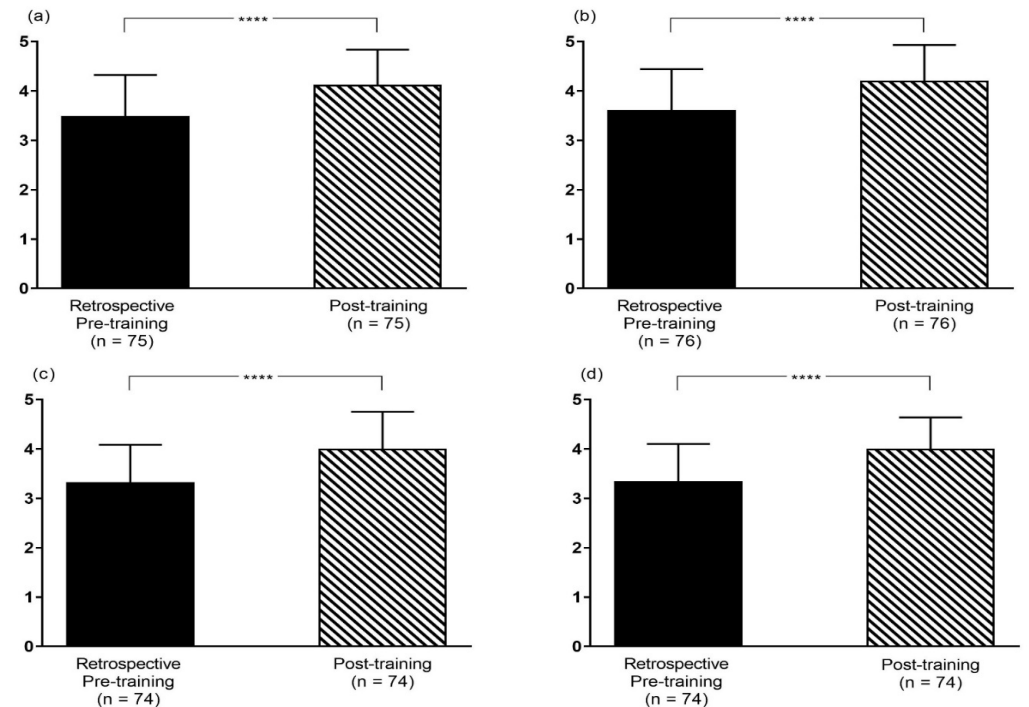 (a)
****
5
4
3
2
1
0
Retrospective
Pre-training
(n = 75)
Post-training
(n = 75)
(b)
****
5
4
3
2
1
0
Retrospective
Pre-training
(n = 76)
Post-training
(n = 76)
(c)
****
5
4
3
2
1
0
Retrospective
Pre-training
(n = 74)
Post-training
(n = 74)
(d)
****
5
4
3
2
1
0
Retrospective
Pre-training
(n = 74)
Post-training
(n = 74)